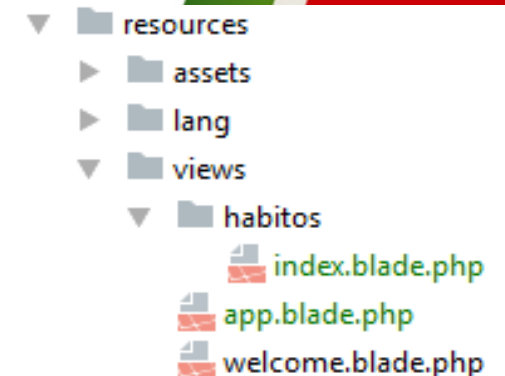 resources
assets
lang
views
habitos
index.blade.php
app.blade.php
welcome.blade.php